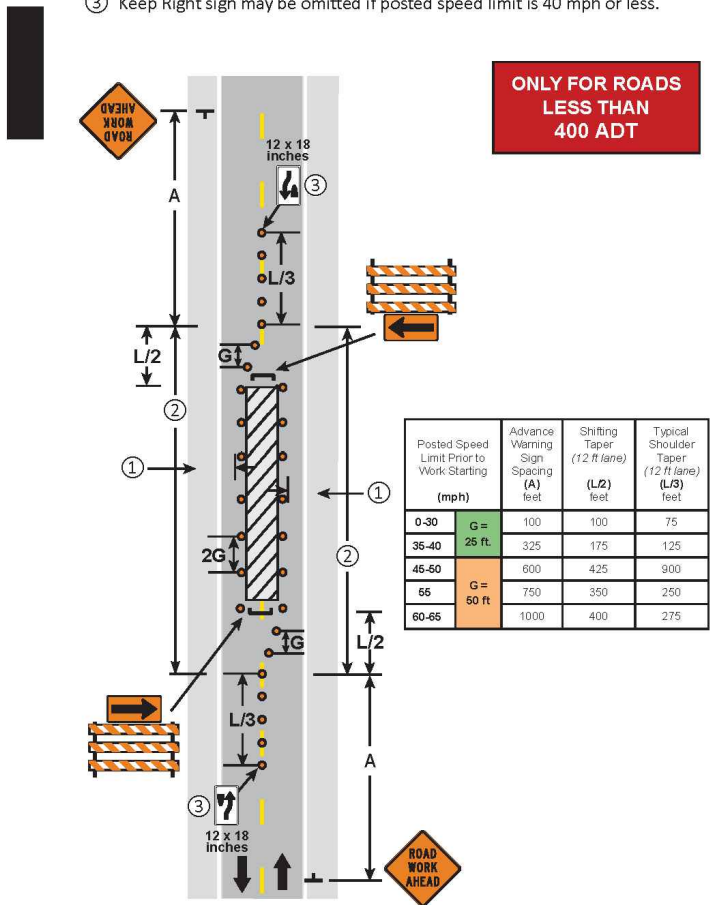 ③ Keep Right sign may be omitted if posted speed limit is 40 mph or less.
ROAD
WORK
AHEAD
ONLY FOR ROADS
LESS THAN
400 ADT
12 x 18
inches
③
A
L/3
L/2
G
②
①
①
2G
②
G
L/2
L/3
A
③
12 x 18
inches
ROAD
WORK
AHEAD
Posted Speed
Limit Prior to
Work Starting
(mph)
Advance
Warning
Sign
Spacing
(A)
feet
Shifting
Taper
(12 ft lane)
(L/2)
feet
Typical
Shoulder
Taper
(12 ft lane)
(L/3)
feet
0-30 G = 25 ft. 100 100 75
35-40 325 175 125
45-50 G = 50 ft 600 425 900
55 750 350 250
60-65 1000 400 275